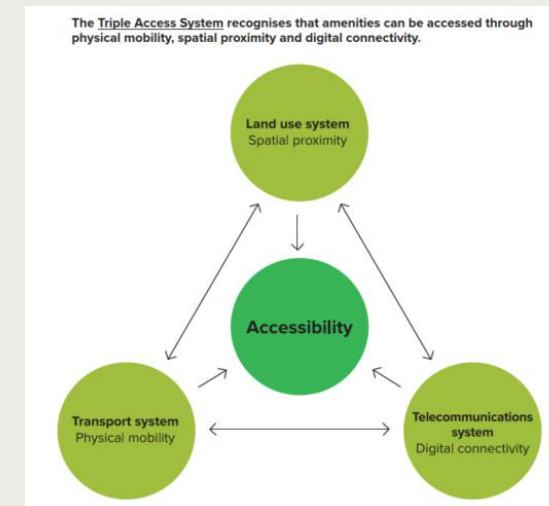 The Triple Access System recognises that amenities can be accessed through
physical mobility, spatial proximity and digital connectivity.
Land use system
Spatial proximity
Accessibility
Transport system
Physical mobility
Telecommunications
system
Digital connectivity